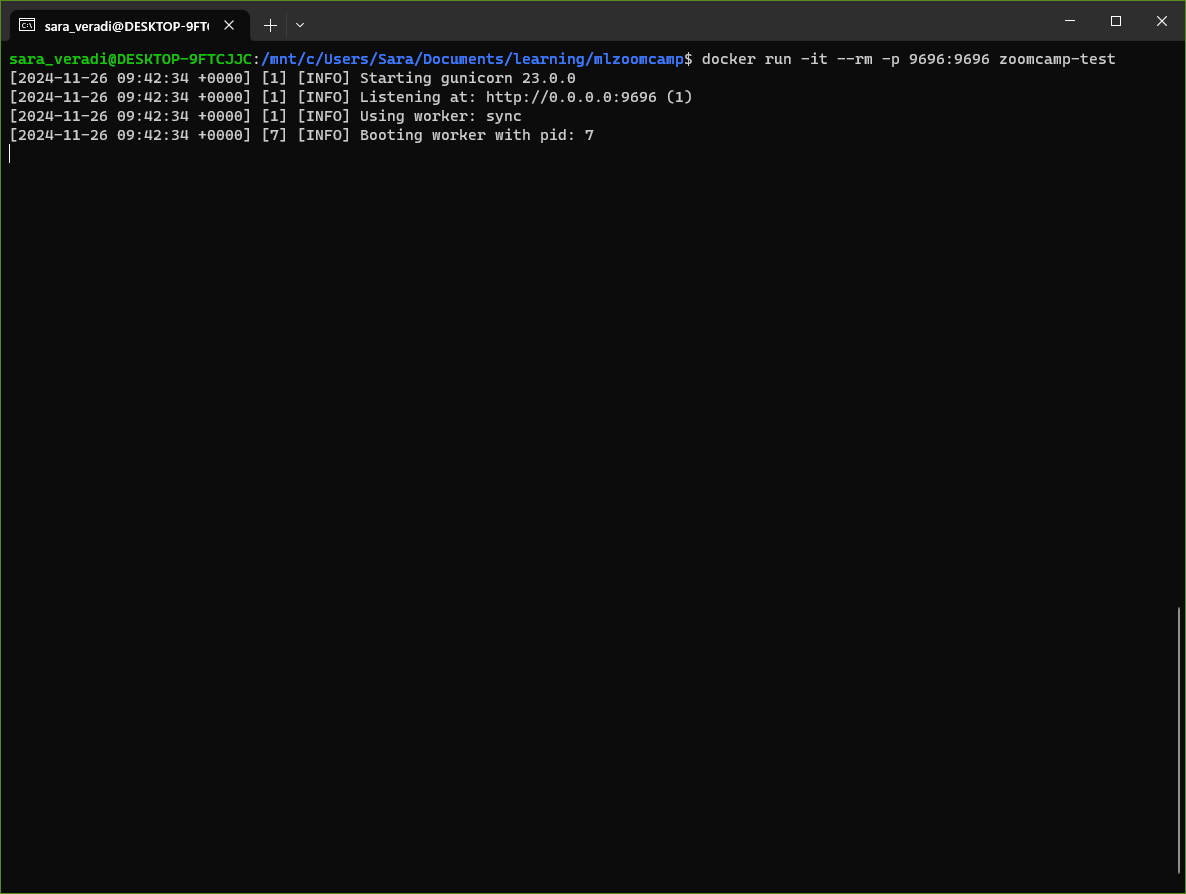 sara_veradi@DESKTOP-9FT
sara_veradi@DESKTOP-9FTCJJC:/mnt/c/Users/Sara/Documents/learning/mlzoomcamp$ docker run -it --rm -p 9696:9696 zoomcamp-test
[2024-11-26 09:42:34 +0000] [1] [INFO] Starting gunicorn 23.0.0
[2024-11-26 09:42:34 +0000] [1] [INFO] Listening at: http://0.0.0.0:9696 (1)
[2024-11-26 09:42:34 +0000] [1] [INFO] Using worker: sync
[2024-11-26 09:42:34 +0000] [7] [INFO] Booting worker with pid: 7